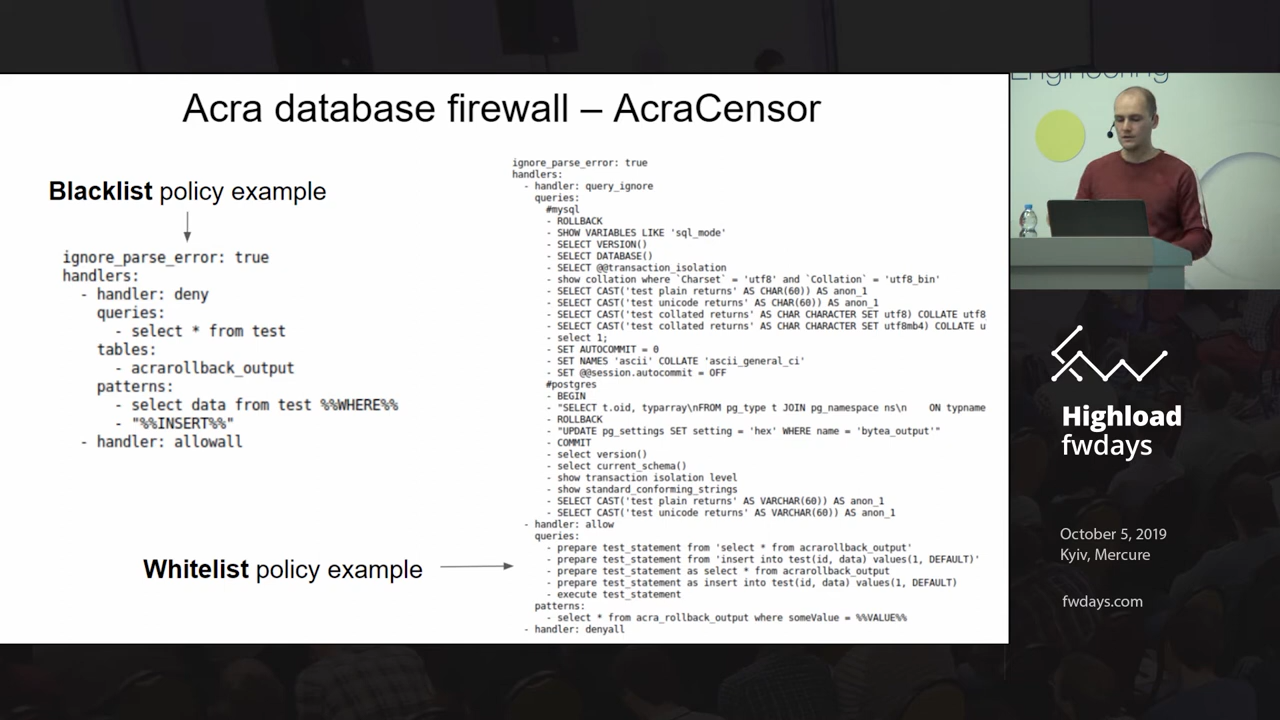 Acra database firewall – AcraCensor
Blacklist policy example
ignore_parse_error: true
handlers:
- handler: deny
queries:
- select * from test
tables:
- acrarollback_output
patterns:
- select data from test %%WHERE%%
- "%%INSERT%%"
- handler: allowall
Whitelist policy example
ignore_parse_error: true
handlers:
- handler: query_ignore
queries:
#mysql
- ROLLBACK
- SHOW VARIABLES LIKE 'sql_mode'
- SELECT VERSION()
- SELECT DATABASE()
- SELECT @@transaction_isolation
- show collation where `Charset` = 'utf8' and `Collation` = 'utf8_bin'
- SELECT CAST('test plain returns' AS CHAR(60)) AS anon_1
- SELECT CAST('test unicode returns' AS CHAR(60)) AS anon_1
- SELECT CAST('test collated returns' AS CHAR CHARACTER SET utf8) COLLATE utf8
- SELECT CAST('test collated returns' AS CHAR CHARACTER SET utf8mb4) COLLATE u
- select 1;
- SET AUTOCOMMIT = 0
- SET NAMES 'ascii' COLLATE 'ascii_general_ci'
- SET @@session.autocommit = OFF
#postgres
- BEGIN
- "SELECT t.oid, typarray\nFROM pg_type t JOIN pg_namespace ns\n    ON typname
- ROLLBACK
- "UPDATE pg_settings SET setting = 'hex' WHERE name = 'bytea_output'"
- COMMIT
- select version()
- select current_schema()
- show transaction isolation level
- show standard_conforming_strings
- SELECT CAST('test plain returns' AS VARCHAR(60)) AS anon_1
- SELECT CAST('test unicode returns' AS VARCHAR(60)) AS anon_1
- handler: allow
queries:
- prepare test_statement from 'select * from acrarollback_output'
- prepare test_statement from 'insert into test(id, data) values(1, DEFAULT)'
- prepare test_statement as select * from acrarollback_output
- prepare test_statement as insert into test(id, data) values(1, DEFAULT)
- execute test_statement
patterns:
- select * from acra_rollback_output where someValue = %%VALUE%%
- handler: denyall
Engineering
Highload
fwdays
October 5, 2019
Kyiv, Mercure
fwdays.com